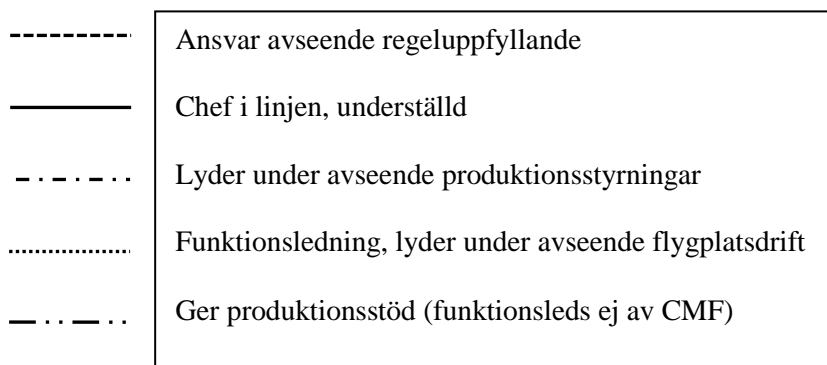 Ansvar avseende regeluppfyllande
Chef i linjen, underställd
Lyder under avseende produktionsstyrningar
Funktionsledning, lyder under avseende flygplatsdrift
Ger produktionsstöd (funktionsleds ej av CMF)